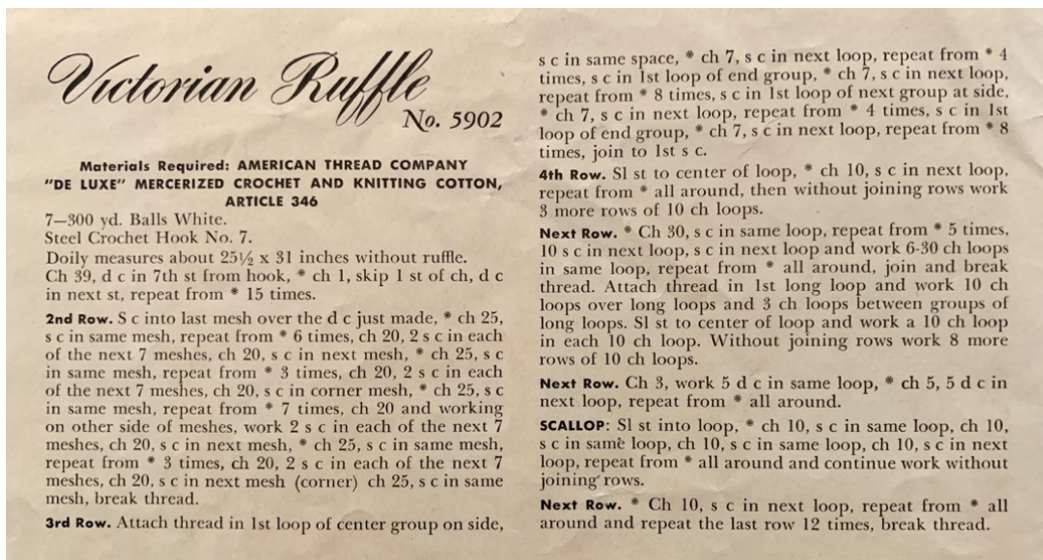 Victorian Ruffle
No. 5902
Materials Required: AMERICAN THREAD COMPANY
"DE LUXE" MERCERIZED CROCHET AND KNITTING COTTON,
ARTICLE 346
7—300 yd. Balls White.
Steel Crochet Hook No. 7.
Doily measures about 25½ x 31 inches without ruffle.
Ch 39, d c in 7th st from hook, * ch 1, skip 1 st of ch, d c
in next st, repeat from * 15 times.
2nd Row. S c into last mesh over the d c just made, * ch 25,
s c in same mesh, repeat from * 6 times, ch 20, 2 s c in each
of the next 7 meshes, ch 20, s c in next mesh, * ch 25, s c
in same mesh, repeat from * 3 times, ch 20, 2 s c in each
of the next 7 meshes, ch 20, s c in corner mesh, * ch 25, s c
in same mesh, repeat from * 7 times, ch 20 and working
on other side of meshes, work 2 s c in each of the next 7
meshes, ch 20, s c in next mesh, * ch 25, s c in same mesh,
repeat from * 3 times, ch 20, 2 s c in each of the next 7
meshes, ch 20, s c in next mesh (corner) ch 25, s c in same
mesh, break thread.
3rd Row. Attach thread in 1st loop of center group on side,
s c in same space, * ch 7, s c in next loop, repeat from * 4
times, s c in 1st loop of end group, * ch 7, s c in next loop,
repeat from * 8 times, s c in 1st loop of next group at side,
* ch 7, s c in next loop, repeat from * 4 times, s c in 1st
loop of end group, * ch 7, s c in next loop, repeat from * 8
times, join to 1st s c.
4th Row. Sl st to center of loop, * ch 10, s c in next loop,
repeat from * all around, then without joining rows work
3 more rows of 10 ch loops.
Next Row. * Ch 30, s c in same loop, repeat from * 5 times,
10 s c in next loop, s c in next loop and work 6-30 ch loops
in same loop, repeat from * all around, join and break
thread. Attach thread in 1st long loop and work 10 ch
loops over long loops and 3 ch loops between groups of
long loops. Sl st to center of loop and work a 10 ch loop
in each 10 ch loop. Without joining rows work 8 more
rows of 10 ch loops.
Next Row. Ch 3, work 5 d c in same loop, * ch 5, 5 d c in
next loop, repeat from * all around.
SCALLOP: Sl st into loop, * ch 10, s c in same loop, ch 10,
s c in same loop, ch 10, s c in same loop, ch 10, s c in next
loop, repeat from * all around and continue work without
joining rows.
Next Row. * Ch 10, s c in next loop, repeat from * all
around and repeat the last row 12 times, break thread.